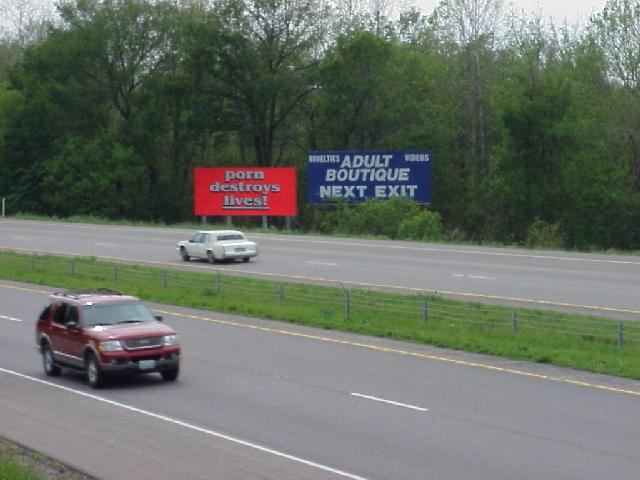 porn
destroys
lives!
NOVELTIES ADULT VIDEOS
BOUTIQUE
NEXT EXIT